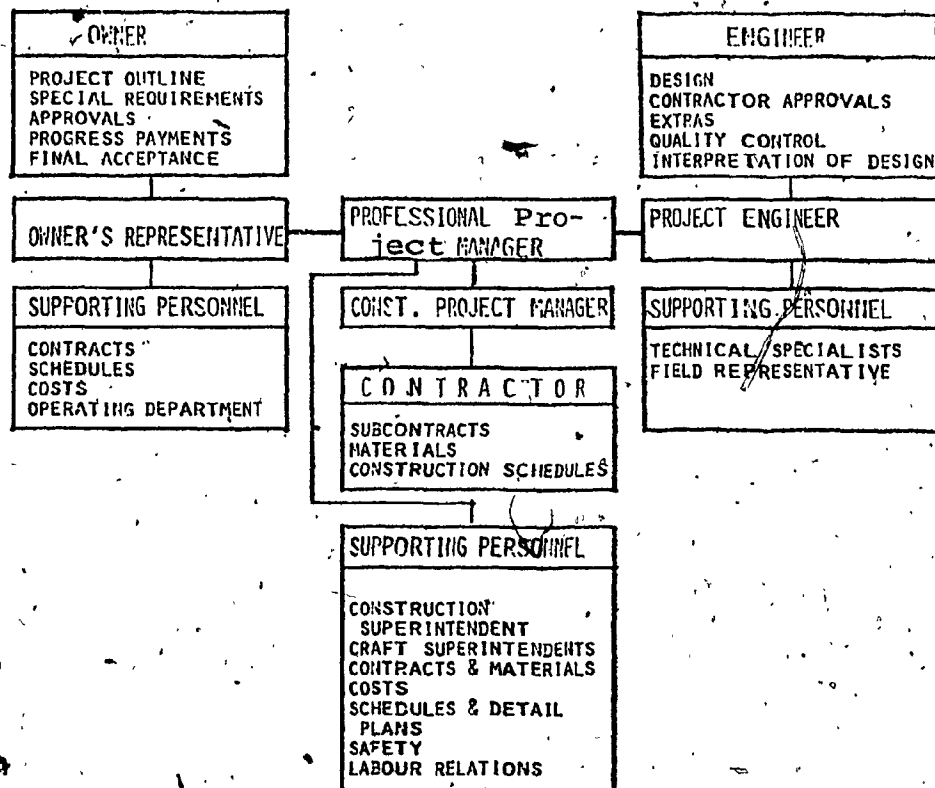 OWNER
PROJECT OUTLINE
SPECIAL REQUIREMENTS
APPROVALS
PROGRESS PAYMENTS
FINAL ACCEPTANCE
OWNER'S REPRESENTATIVE
SUPPORTING PERSONNEL
CONTRACTS
SCHEDULES
COSTS
OPERATING DEPARTMENT
PROFESSIONAL Pro-
ject MANAGER
CONST. PROJECT MANAGER
CONTRACTOR
SUBCONTRACTS
MATERIALS
CONSTRUCTION SCHEDULES
SUPPORTING PERSONNEL
CONSTRUCTION
SUPERINTENDENT
CRAFT SUPERINTENDENTS
CONTRACTS & MATERIALS
COSTS
SCHEDULES & DETAIL
PLANS
SAFETY
LABOUR RELATIONS
ENGINEER
DESIGN
CONTRACTOR APPROVALS
EXTRAS
QUALITY CONTROL
INTERPRETATION OF DESIGN
PROJECT ENGINEER
SUPPORTING PERSONNEL
TECHNICAL SPECIALISTS
FIELD REPRESENTATIVE